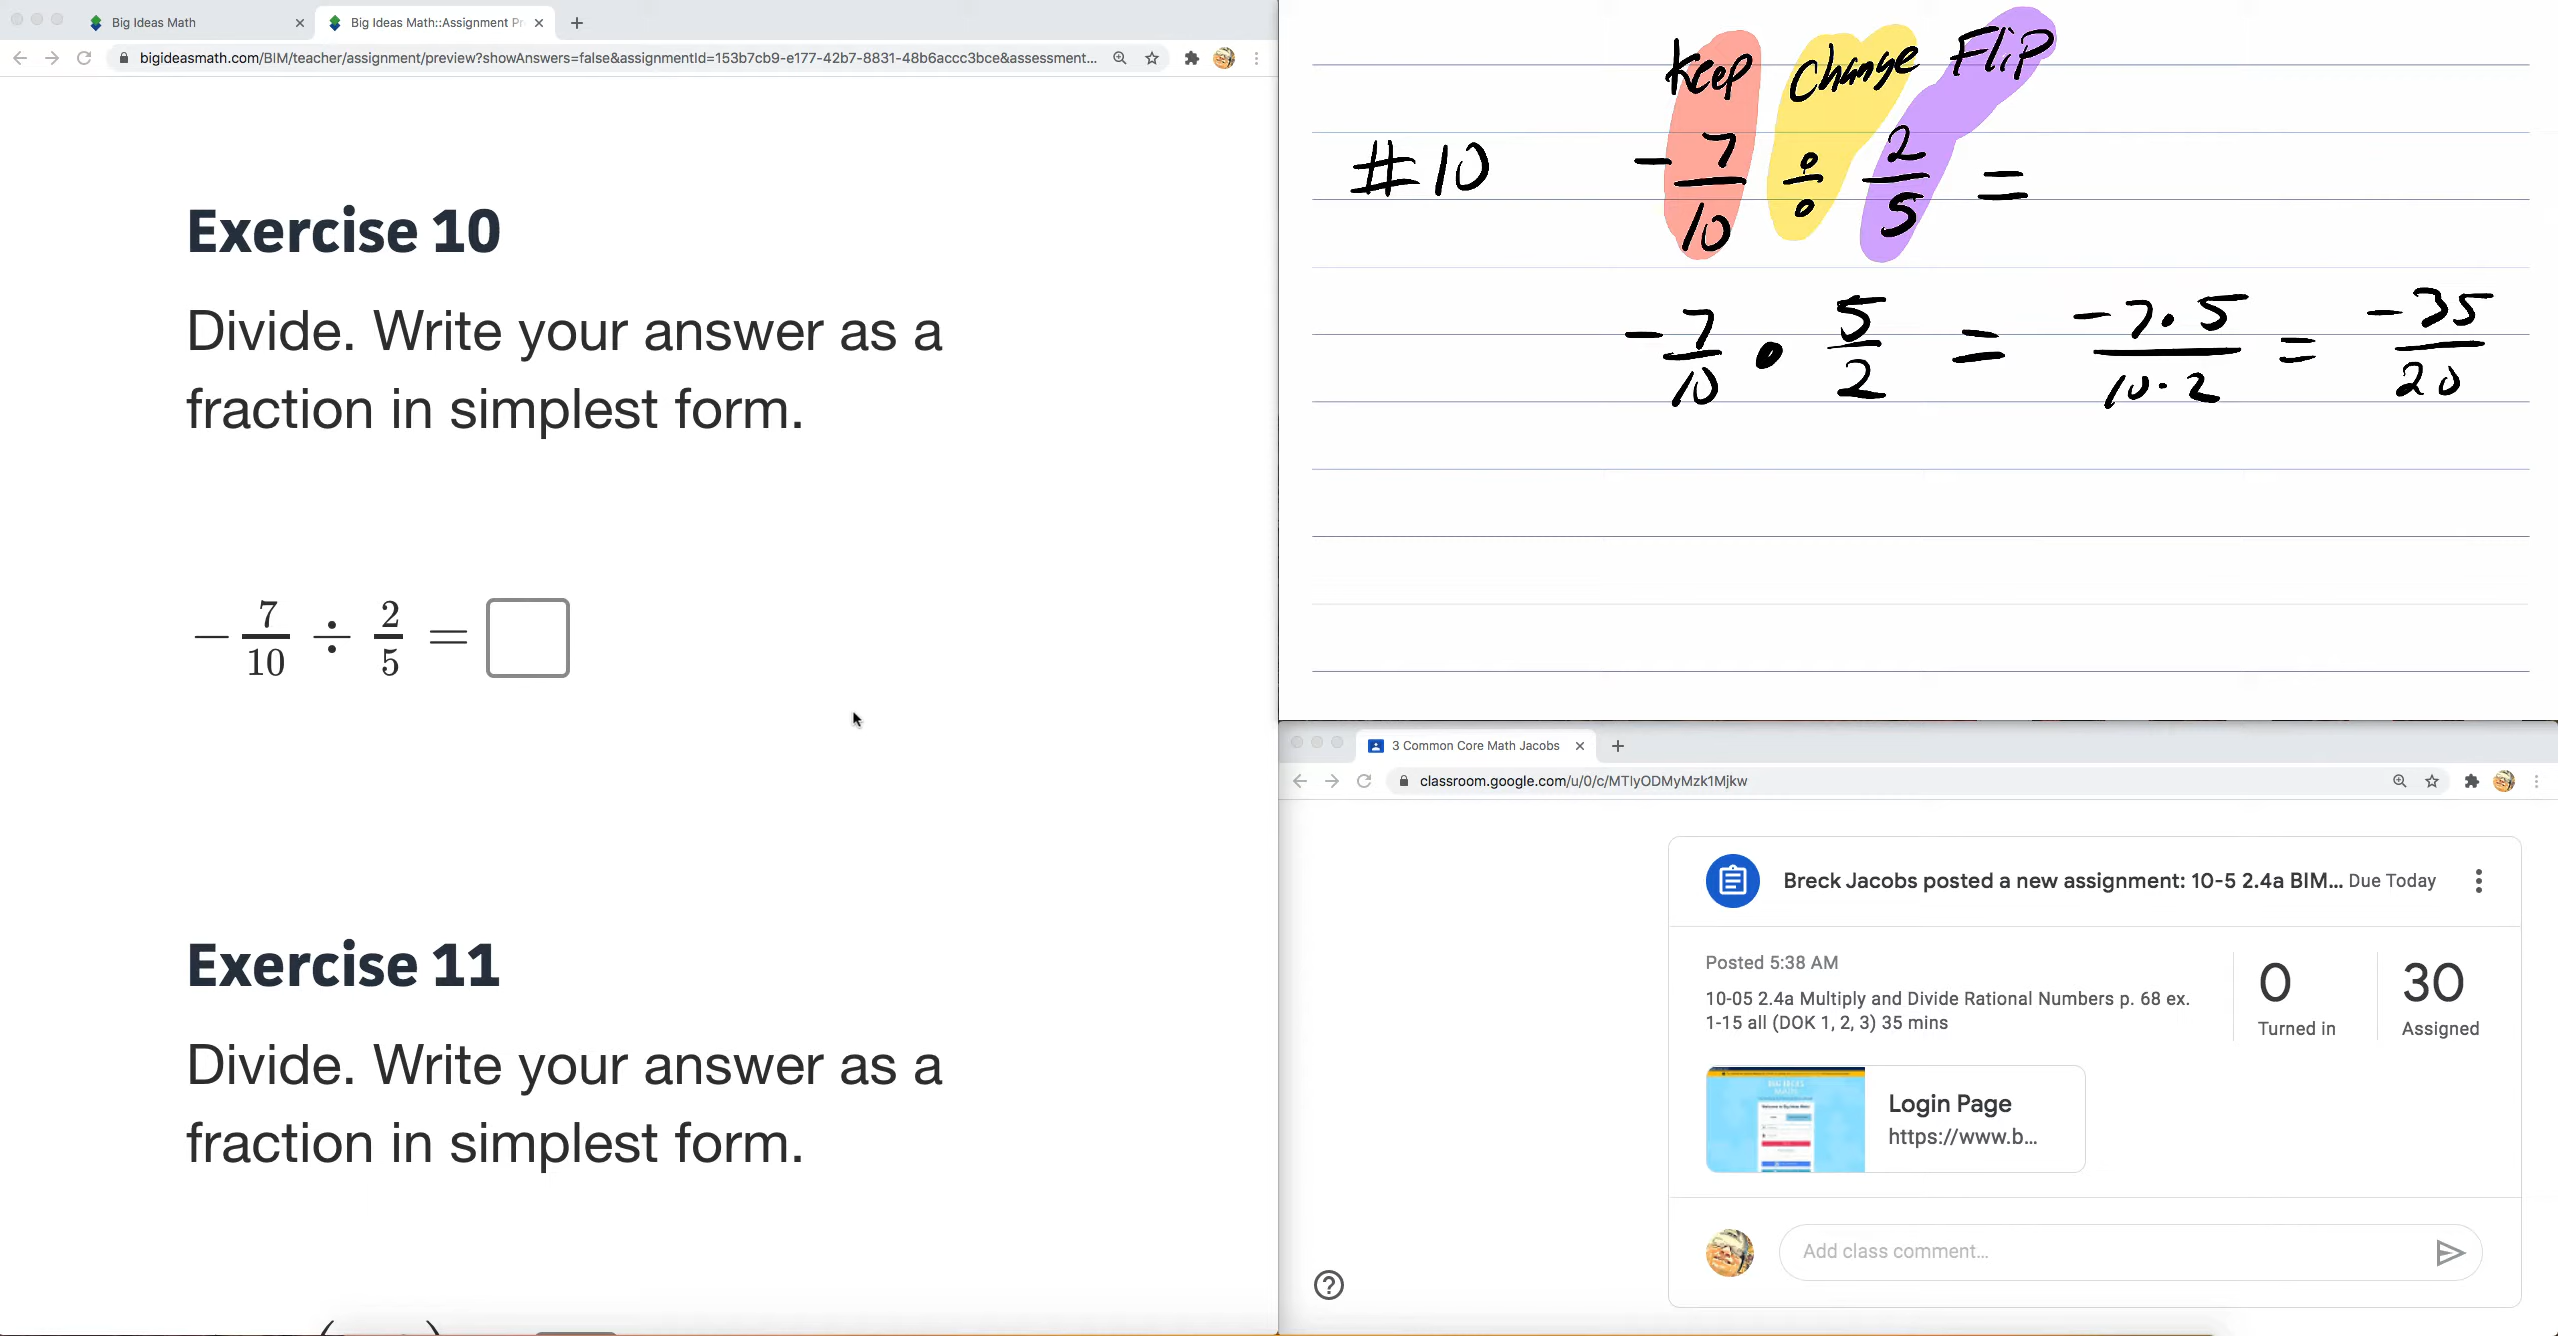 Big Ideas Math
Big Ideas Math::Assignment Pr
bigideasmath.com/BIM/teacher/assignment/preview?showAnswers=false&assignmentId=153b7cb9-e177-42b7-8831-48b6accc3bce&assessment...
Exercise 10
Divide. Write your answer as a
fraction in simplest form.
− 7/10 ÷ 2/5 =
Exercise 11
Divide. Write your answer as a
fraction in simplest form.
Keep Change Flip
#10 − 7/10 ÷ 2/5 =
− 7/10 • 5/2 = −7•5/10•2 = −35/20
3 Common Core Math Jacobs
classroom.google.com/u/0/c/MTIyODMyMzk1Mjkw
Breck Jacobs posted a new assignment: 10-5 2.4a BIM... Due Today
Posted 5:38 AM
10-05 2.4a Multiply and Divide Rational Numbers p. 68 ex.
1-15 all (DOK 1, 2, 3) 35 mins
0 30
Turned in Assigned
Login Page
https://www.b...
Add class comment...